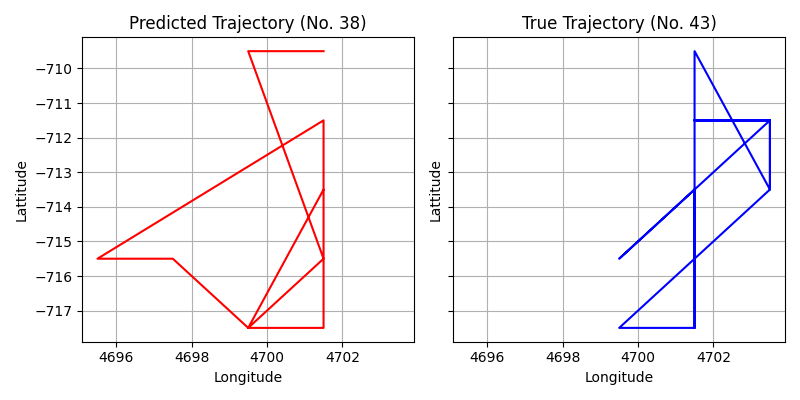 Predicted Trajectory (No. 38)
−710
−711
−712
−713
−714
−715
−716
−717
Lattitude
4696 4698 4700 4702
Longitude
True Trajectory (No. 43)
Lattitude
4696 4698 4700 4702
Longitude